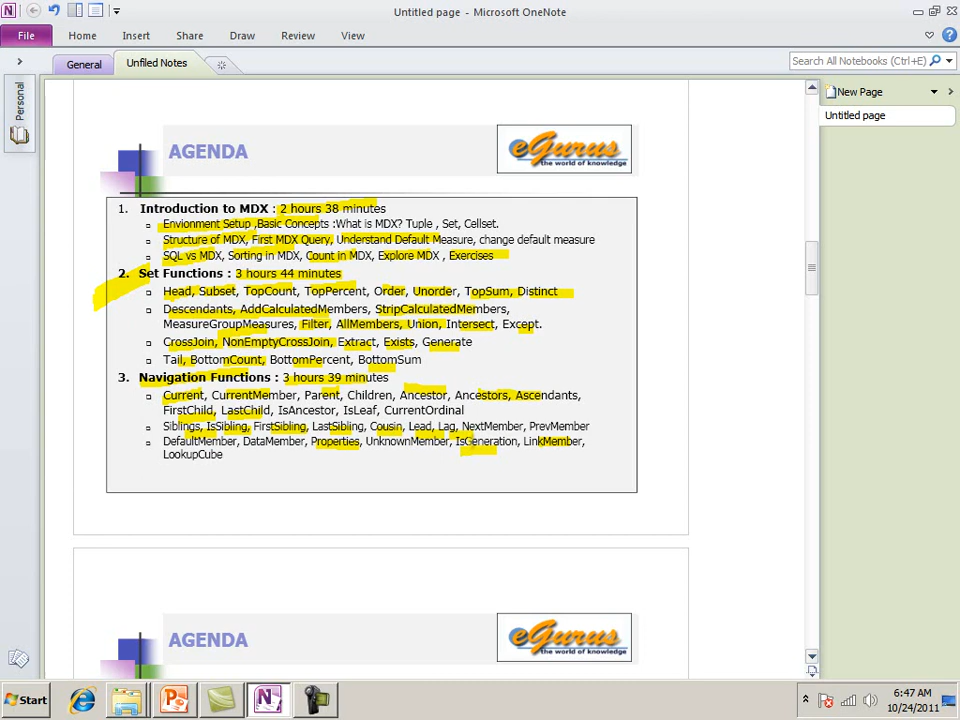 Untitled page - Microsoft OneNote
File Home Insert Share Draw Review View
General Unfiled Notes Search All Notebooks (Ctrl+E)
Personal
New Page
Untitled page
AGENDA
eGurus
the world of knowledge
1. Introduction to MDX : 2 hours 38 minutes
Envionment Setup ,Basic Concepts :What is MDX? Tuple , Set, Cellset.
Structure of MDX, First MDX Query, Understand Default Measure, change default measure
SQL vs MDX, Sorting in MDX, Count in MDX, Explore MDX , Exercises
2. Set Functions : 3 hours 44 minutes
Head, Subset, TopCount, TopPercent, Order, Unorder, TopSum, Distinct
Descendants, AddCalculatedMembers, StripCalculatedMembers,
MeasureGroupMeasures, Filter, AllMembers, Union, Intersect, Except.
CrossJoin, NonEmptyCrossJoin, Extract, Exists, Generate
Tail, BottomCount, BottomPercent, BottomSum
3. Navigation Functions : 3 hours 39 minutes
Current, CurrentMember, Parent, Children, Ancestor, Ancestors, Ascendants,
FirstChild, LastChild, IsAncestor, IsLeaf, CurrentOrdinal
Siblings, IsSibling, FirstSibling, LastSibling, Cousin, Lead, Lag, NextMember, PrevMember
DefaultMember, DataMember, Properties, UnknownMember, IsGeneration, LinkMember,
LookupCube
AGENDA
eGurus
the world of knowledge
Start
6:47 AM
10/24/2011